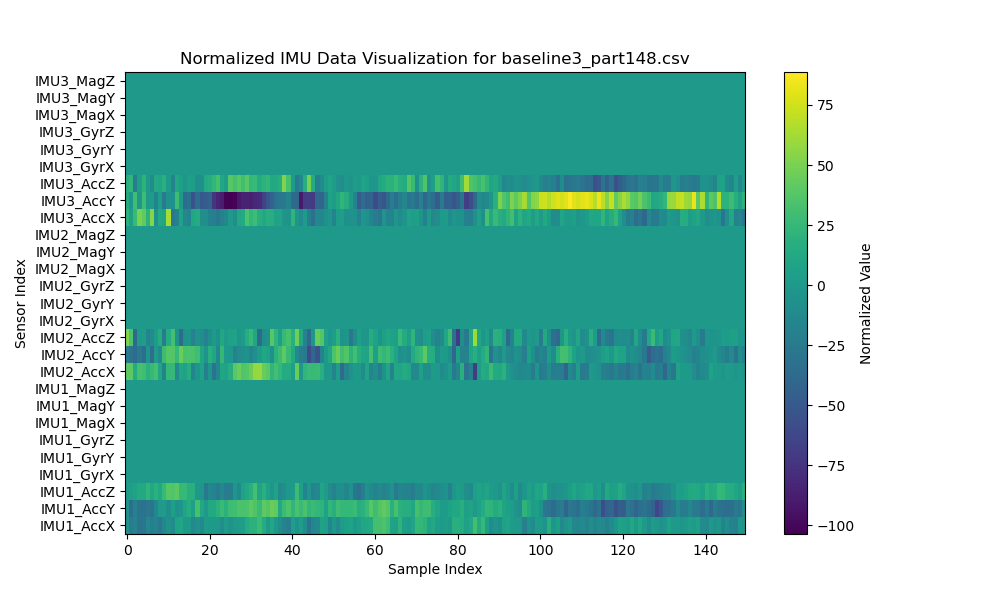 Normalized IMU Data Visualization for baseline3_part148.csv
IMU3_MagZ
IMU3_MagY
IMU3_MagX
IMU3_GyrZ
IMU3_GyrY
IMU3_GyrX
IMU3_AccZ
IMU3_AccY
IMU3_AccX
IMU2_MagZ
IMU2_MagY
IMU2_MagX
IMU2_GyrZ
IMU2_GyrY
IMU2_GyrX
IMU2_AccZ
IMU2_AccY
IMU2_AccX
IMU1_MagZ
IMU1_MagY
IMU1_MagX
IMU1_GyrZ
IMU1_GyrY
IMU1_GyrX
IMU1_AccZ
IMU1_AccY
IMU1_AccX
Sensor Index
0 20 40 60 80 100 120 140
Sample Index
75
50
25
0
−25
−50
−75
−100
Normalized Value